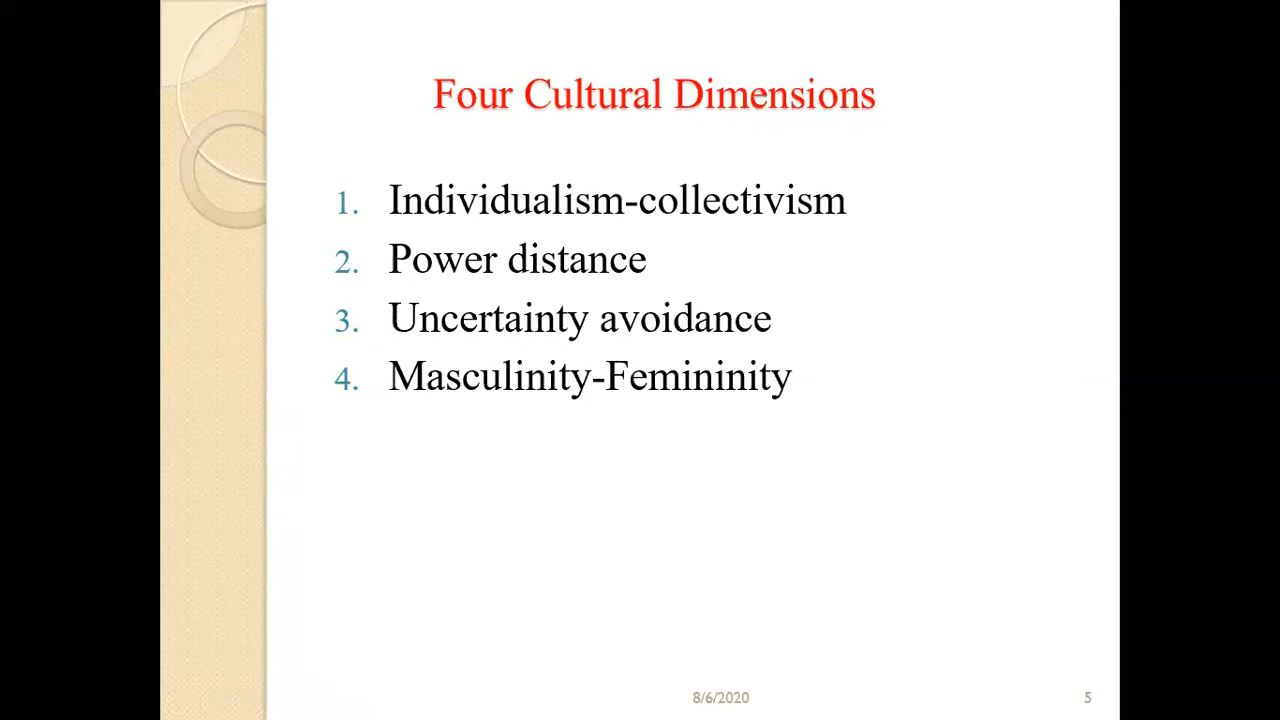 Four Cultural Dimensions
1. Individualism-collectivism
2. Power distance
3. Uncertainty avoidance
4. Masculinity-Femininity
8/6/2020 5